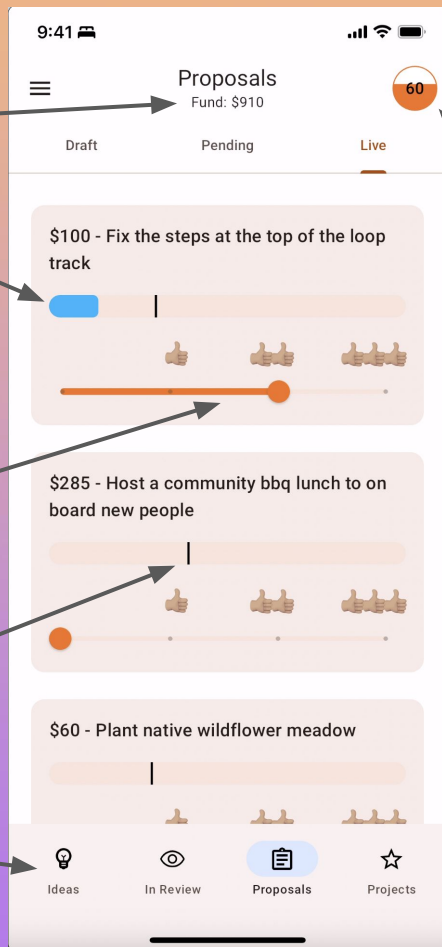 9:41
Proposals
Fund: $910
60
Draft
Pending
Live
$100 - Fix the steps at the top of the loop
track
$285 - Host a community bbq lunch to on
board new people
$60 - Plant native wildflower meadow
Ideas
In Review
Proposals
Projects